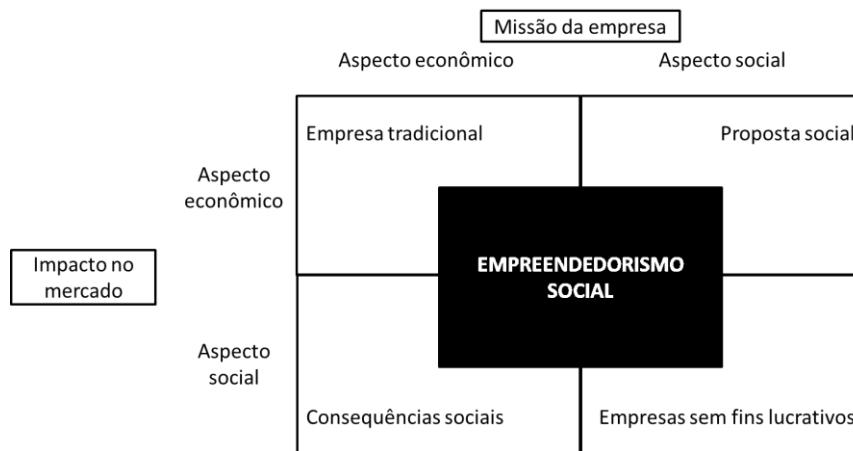 Missão da empresa
Aspecto econômico
Aspecto social
Empresa tradicional
Proposta social
Aspecto
econômico
Impacto no
mercado
EMPREENDEDORISMO
SOCIAL
Aspecto
social
Consequências sociais
Empresas sem fins lucrativos